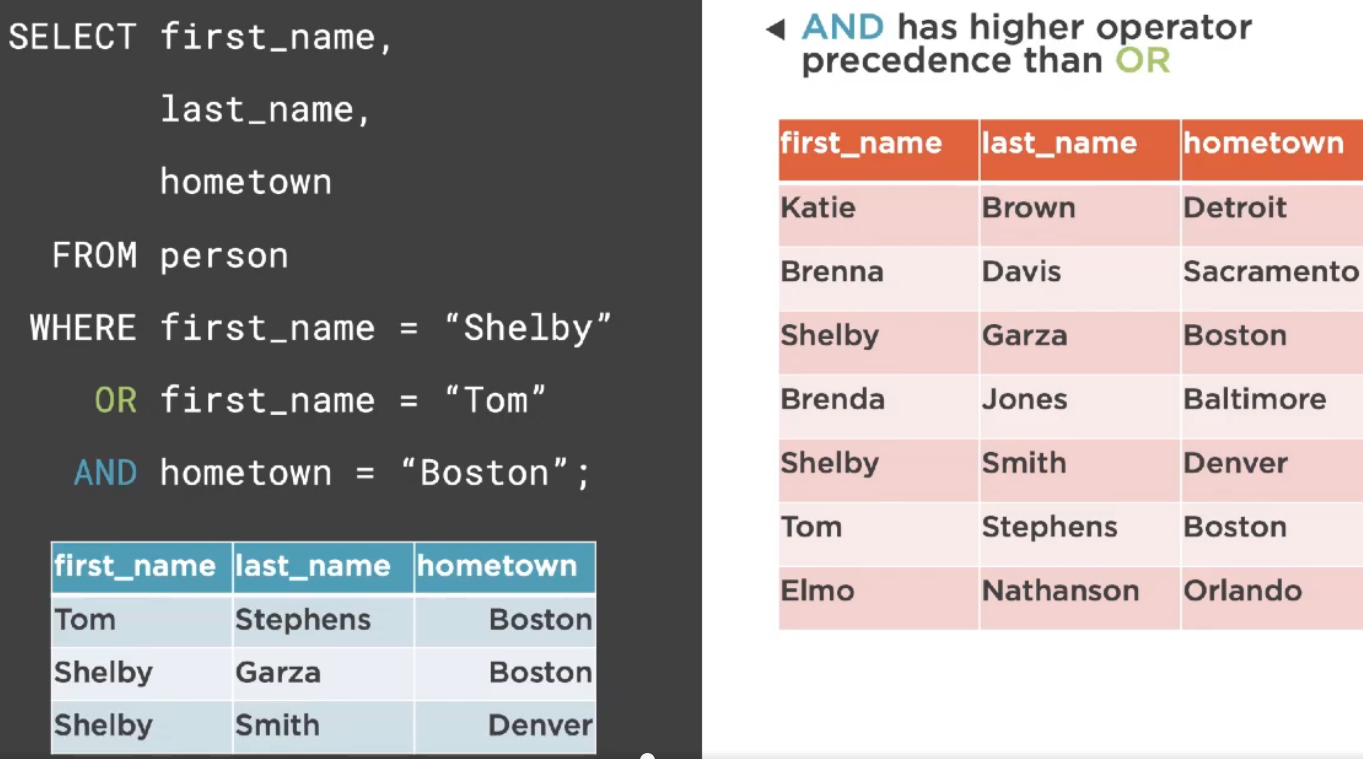 SELECT first_name,
last_name,
hometown
FROM person
WHERE first_name = “Shelby”
OR first_name = “Tom”
AND hometown = “Boston”;
first_name last_name hometown
Tom Stephens Boston
Shelby Garza Boston
Shelby Smith Denver
◀ AND has higher operator
precedence than OR
first_name last_name hometown
Katie Brown Detroit
Brenna Davis Sacramento
Shelby Garza Boston
Brenda Jones Baltimore
Shelby Smith Denver
Tom Stephens Boston
Elmo Nathanson Orlando